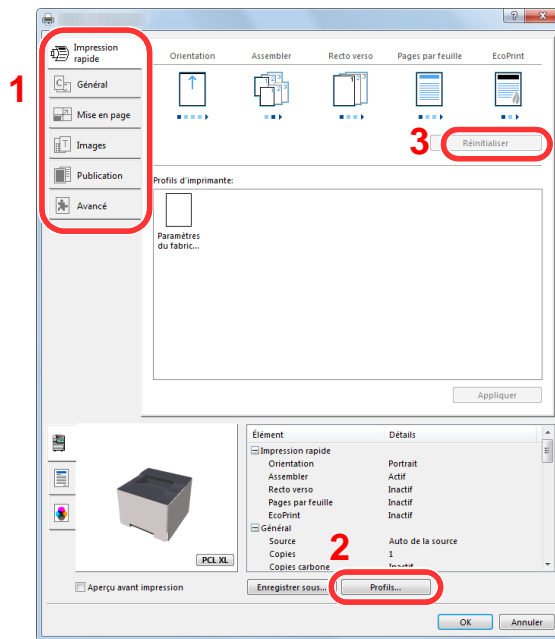 1
Impression
rapide
Général
Mise en page
Images
Publication
Avancé
Orientation Assembler Recto verso Pages par feuille EcoPrint
3 Réinitialiser
Profils d'imprimante:
Paramètres
du fabric...
Appliquer
Élément Détails
Impression rapide
Orientation Portrait
Assembler Actif
Recto verso Inactif
Pages par feuille Inactif
EcoPrint Inactif
Général
Source Auto de la source
Copies 1
Copies carbone Inactif
PCL XL
2
Aperçu avant impression Enregistrer sous... Profils...
OK Annuler